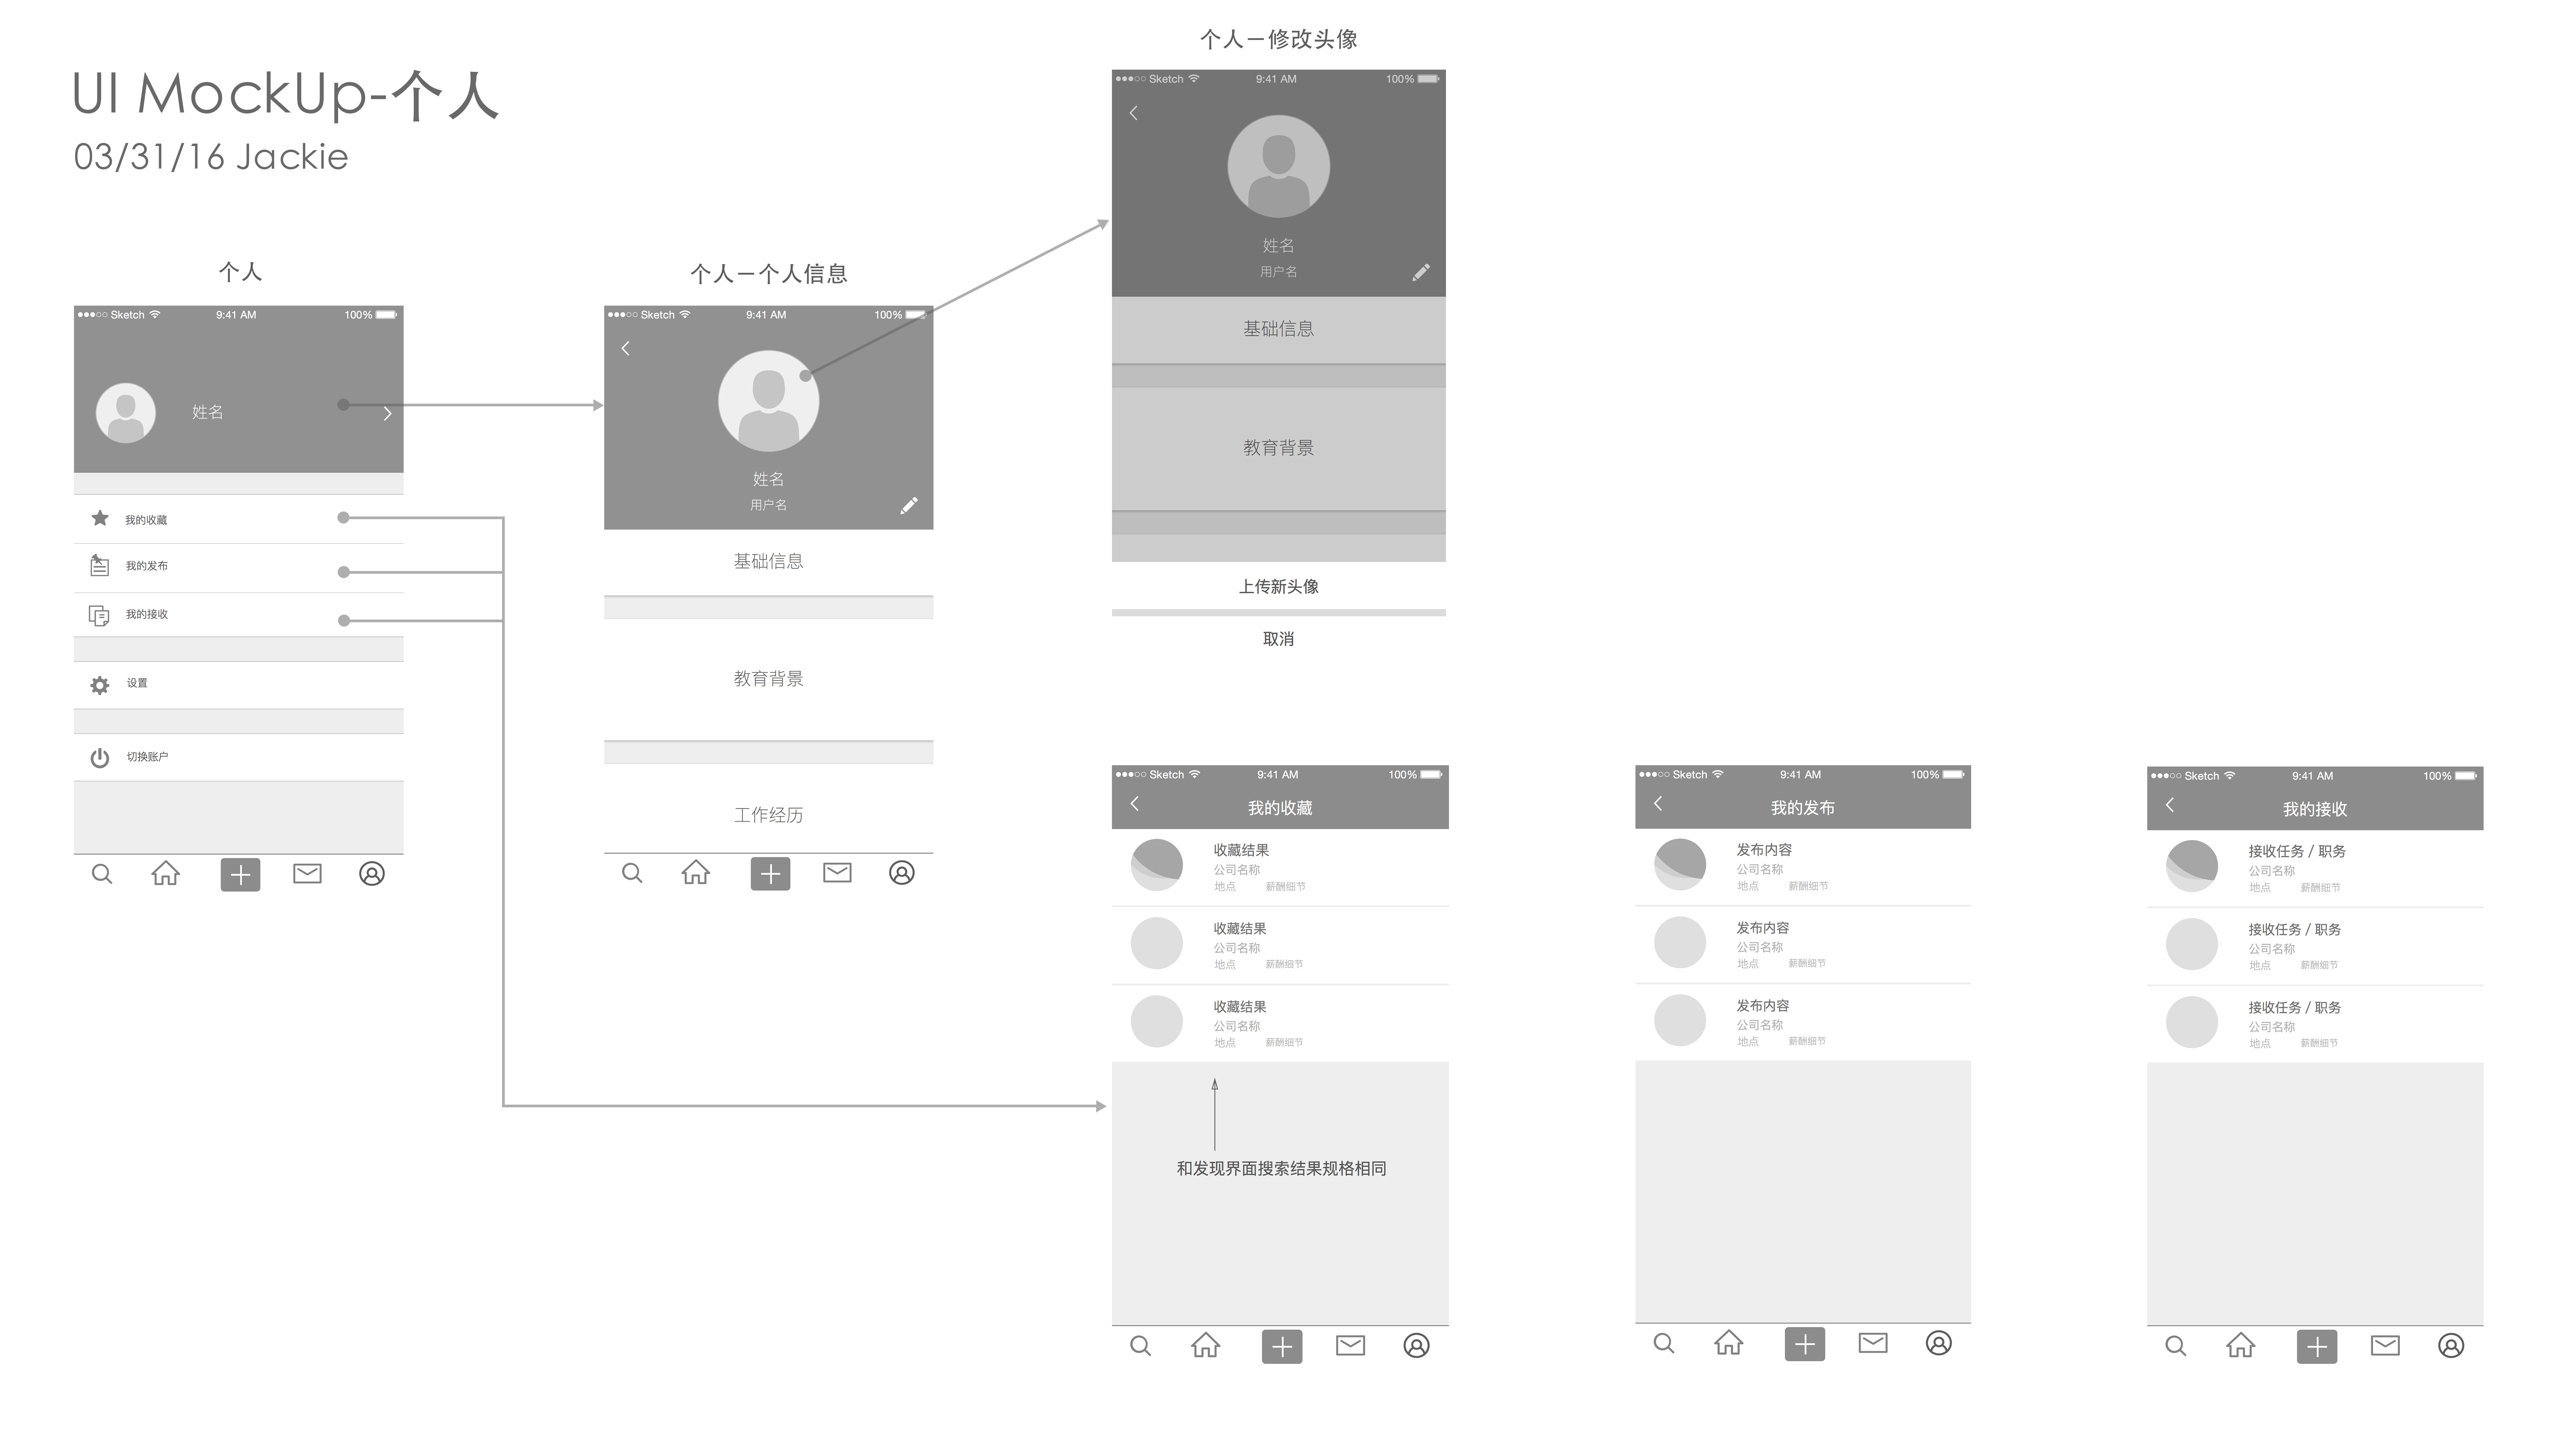 UI MockUp-个人
03/31/16 Jackie
个人
Sketch 9:41 AM 100%
姓名
我的收藏
我的发布
我的接收
设置
切换账户
个人－个人信息
Sketch 9:41 AM 100%
姓名
用户名
基础信息
教育背景
工作经历
个人－修改头像
Sketch 9:41 AM 100%
姓名
用户名
基础信息
教育背景
上传新头像
取消
Sketch 9:41 AM 100%
我的收藏
收藏结果
公司名称
地点 薪酬细节
收藏结果
公司名称
地点 薪酬细节
收藏结果
公司名称
地点 薪酬细节
和发现界面搜索结果规格相同
Sketch 9:41 AM 100%
我的发布
发布内容
公司名称
地点 薪酬细节
发布内容
公司名称
地点 薪酬细节
发布内容
公司名称
地点 薪酬细节
Sketch 9:41 AM 100%
我的接收
接收任务 / 职务
公司名称
地点 薪酬细节
接收任务 / 职务
公司名称
地点 薪酬细节
接收任务 / 职务
公司名称
地点 薪酬细节